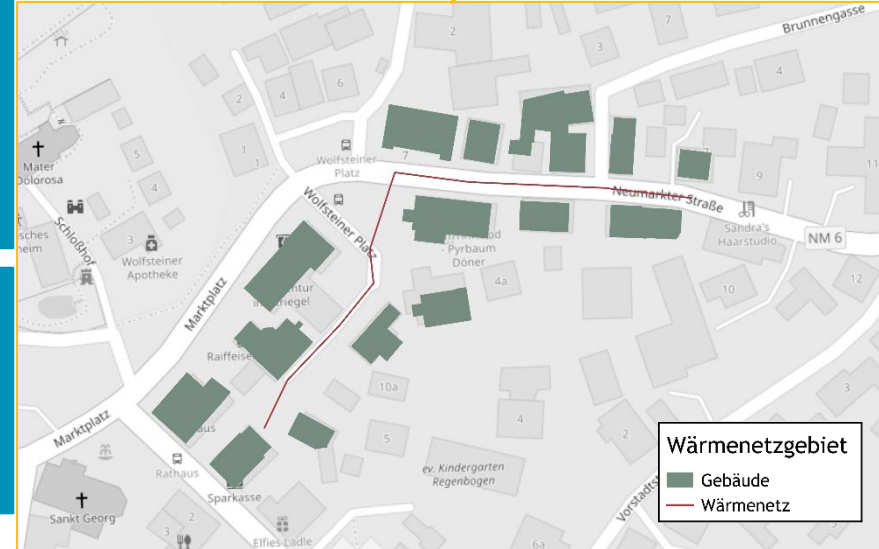 Brunnengasse
2
3
7
4
2
4
6
1
1
5
4
3
Mater
Dolorosa
Schloßhof
Wolfsteiner
Apotheke
Wolfsteiner
Platz
7
Wolfsteiner Platz
Neumarkter Straße
9
11
Sandra's
Haarstudio
NM 6
Pyrbaum
Döner
4a
10
12
Marktplatz
Marktplatz
Rathaus
Sparkasse
Sankt Georg
2
3
Elfies Lädle
10a
5
4
ev. Kindergarten
Regenbogen
6a
2
3
Wärmenetzgebiet
Gebäude
Wärmenetz